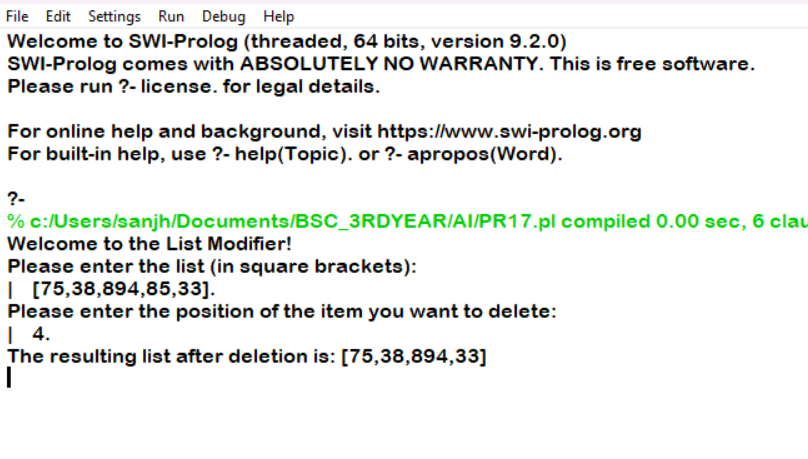 File Edit Settings Run Debug Help
Welcome to SWI-Prolog (threaded, 64 bits, version 9.2.0)
SWI-Prolog comes with ABSOLUTELY NO WARRANTY. This is free software.
Please run ?- license. for legal details.
For online help and background, visit https://www.swi-prolog.org
For built-in help, use ?- help(Topic). or ?- apropos(Word).
?-
% c:/Users/sanjh/Documents/BSC_3RDYEAR/AI/PR17.pl compiled 0.00 sec, 6 clau
Welcome to the List Modifier!
Please enter the list (in square brackets):
| [75,38,894,85,33].
Please enter the position of the item you want to delete:
| 4.
The resulting list after deletion is: [75,38,894,33]